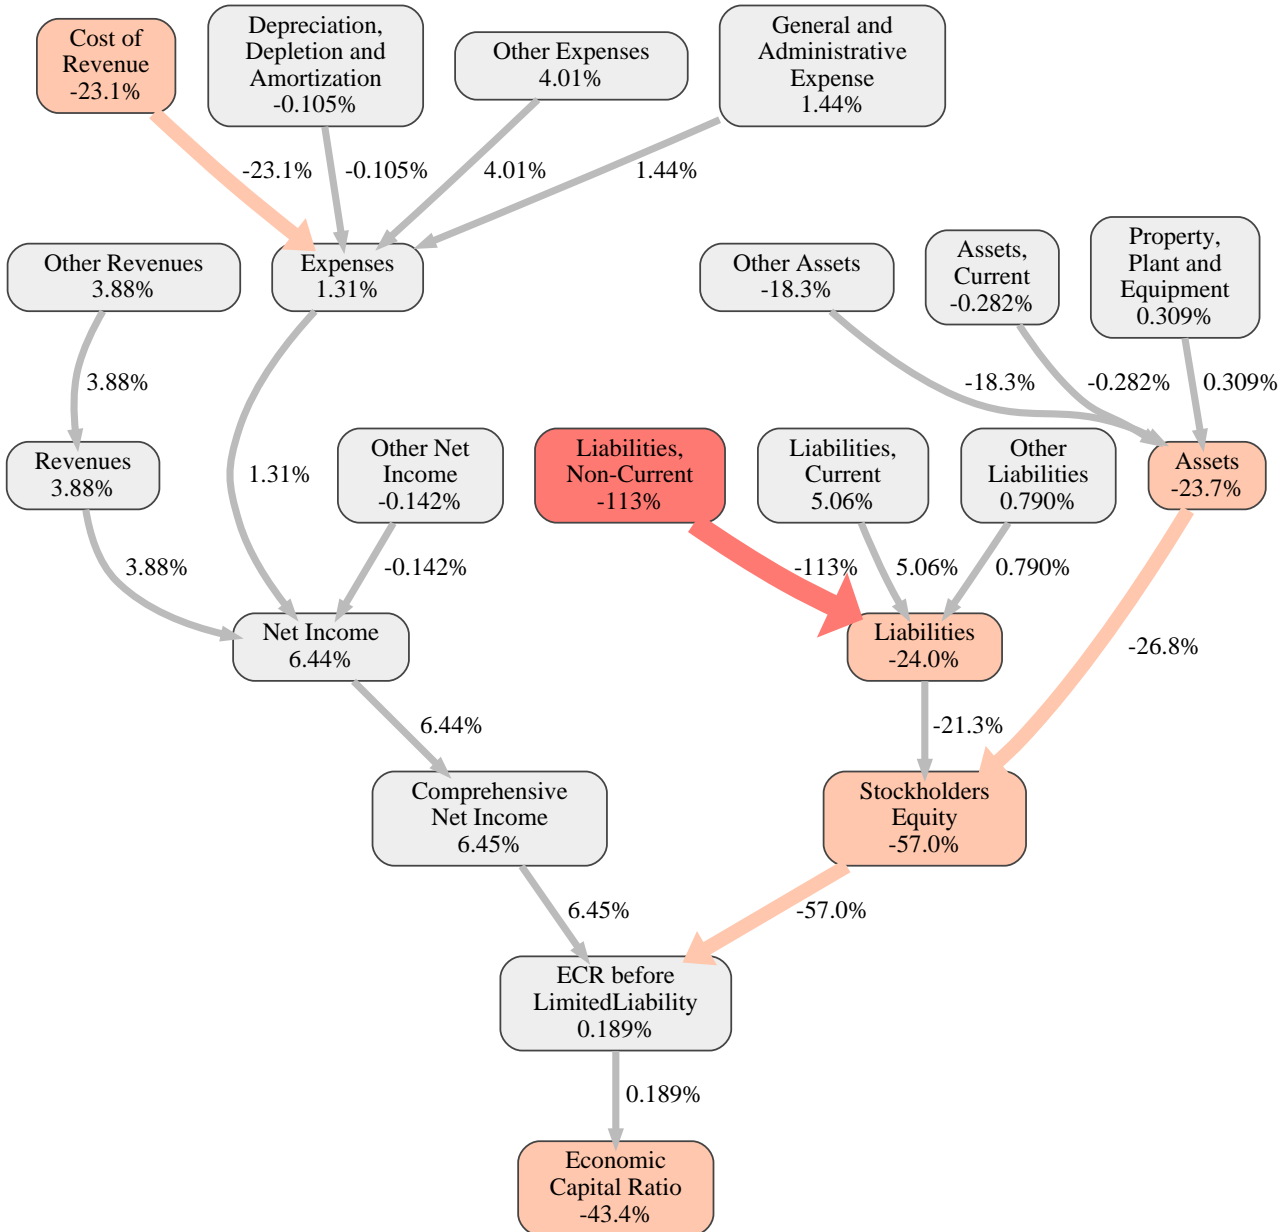 Cost of
Revenue
-23.1%
Depreciation,
Depletion and
Amortization
-0.105%
Other Expenses
4.01%
General and
Administrative
Expense
1.44%
-23.1%
-0.105%
4.01%
1.44%
Other Revenues
3.88%
Expenses
1.31%
Other Assets
-18.3%
Assets,
Current
-0.282%
Property,
Plant and
Equipment
0.309%
3.88%
-18.3%
-0.282%
0.309%
Revenues
3.88%
1.31%
Other Net
Income
-0.142%
Liabilities,
Non-Current
-113%
Liabilities,
Current
5.06%
Other
Liabilities
0.790%
Assets
-23.7%
3.88%
-0.142%
-113%
5.06%
0.790%
Net Income
6.44%
Liabilities
-24.0%
-26.8%
6.44%
-21.3%
Comprehensive
Net Income
6.45%
Stockholders
Equity
-57.0%
6.45%
-57.0%
ECR before
LimitedLiability
0.189%
0.189%
Economic
Capital Ratio
-43.4%